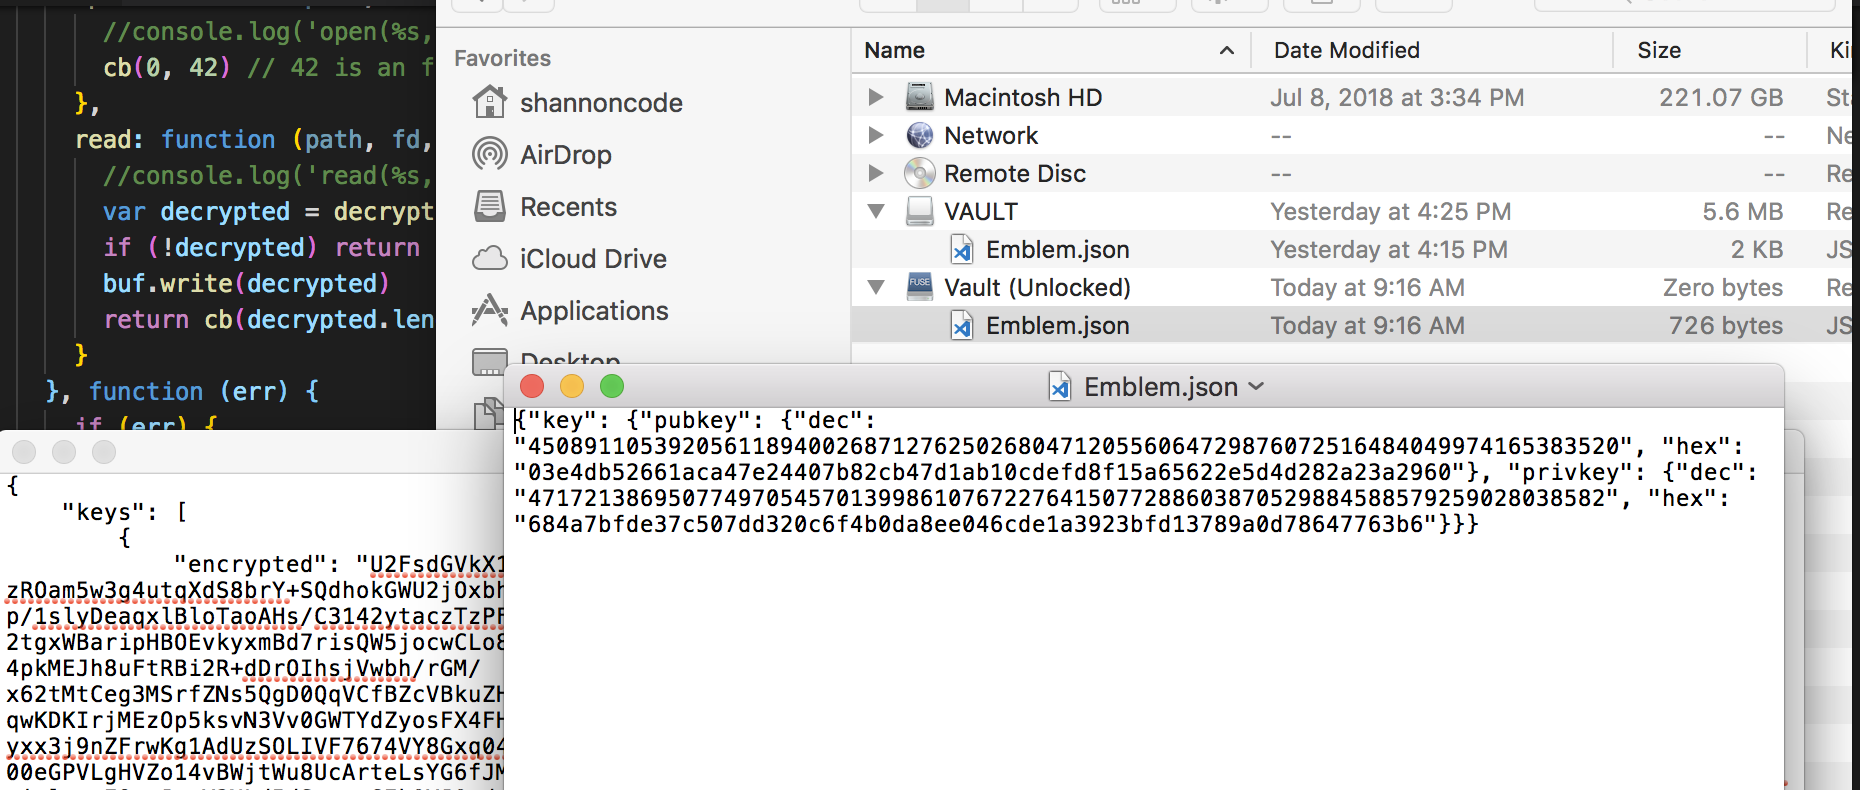 //console.log('open(%s,
cb(0, 42) // 42 is an f
},
read: function (path, fd,
//console.log('read(%s,
var decrypted = decrypt
if (!decrypted) return
buf.write(decrypted)
return cb(decrypted.len
}
}, function (err) {
if (err) {
Favorites
shannoncode
AirDrop
Recents
iCloud Drive
Applications
Desktop
Name Date Modified Size Ki
Macintosh HD Jul 8, 2018 at 3:34 PM 221.07 GB Sta
Network -- -- Ne
Remote Disc -- -- Re
VAULT Yesterday at 4:25 PM 5.6 MB Re
Emblem.json Yesterday at 4:15 PM 2 KB JS
FUSE Vault (Unlocked) Today at 9:16 AM Zero bytes Re
Emblem.json Today at 9:16 AM 726 bytes JS
Emblem.json
{"key": {"pubkey": {"dec":
"45089110539205611894002687127625026804712055606472987607251648404997416538352​0", "hex":
"03e4db52661aca47e24407b82cb47d1ab10cdefd8f15a65622e5d4d282a23a2960"}, "privkey": {"dec":
"47172138695077497054570139986107672276415077288603870529884588579259028038582", "hex":
"684a7bfde37c507dd320c6f4b0da8ee046cde1a3923bfd13789a0d78647763b6"}}}
{
"keys": [
{
"encrypted": "U2FsdGVkX1
zROam5w3g4utqXdS8brY+SQdhokGWU2jOxbh
p/1slyDeaqxlBloTaoAHs/C3142ytaczTzPF
2tgxWBaripHBOEvkyxmBd7risQW5jocwCLo8
4pkMEJh8uFtRBi2R+dDrOIhsjVwbh/rGM/
x62tMtCeg3MSrfZNs5QgD0QqVCfBZcVBkuZH
qwKDKIrjMEzOp5ksvN3Vv0GWTYdZyosFX4FH
yxx3j9nZFrwKg1AdUzSOLIVF7674VY8Gxq04
00eGPVLgHVZo14vBWjtWu8UcArteLsYG6fJM